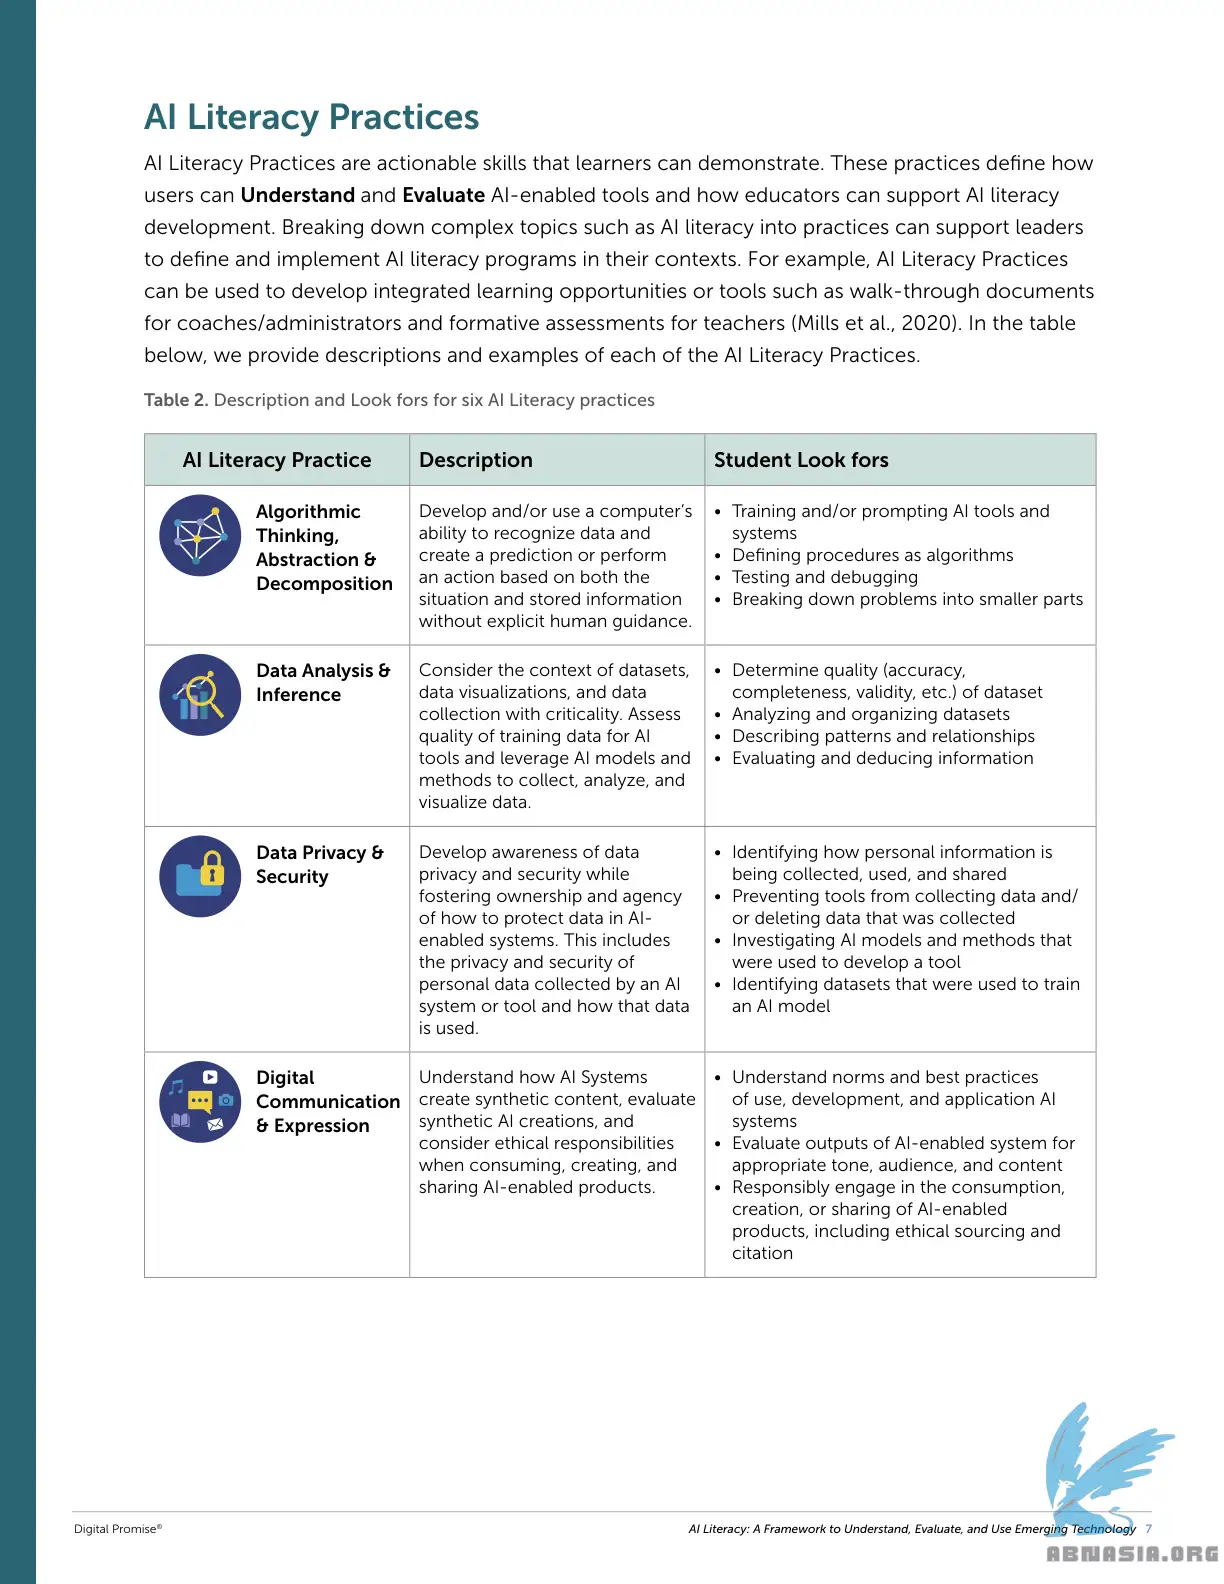 AI Literacy Practices
AI Literacy Practices are actionable skills that learners can demonstrate. These practices define how
users can Understand and Evaluate AI-enabled tools and how educators can support AI literacy
development. Breaking down complex topics such as AI literacy into practices can support leaders
to define and implement AI literacy programs in their contexts. For example, AI Literacy Practices
can be used to develop integrated learning opportunities or tools such as walk-through documents
for coaches/administrators and formative assessments for teachers (Mills et al., 2020). In the table
below, we provide descriptions and examples of each of the AI Literacy Practices.
Table 2. Description and Look fors for six AI Literacy practices
AI Literacy Practice
Description
Student Look fors
Algorithmic
Thinking,
Abstraction &
Decomposition
Develop and/or use a computer's
ability to recognize data and
create a prediction or perform
an action based on both the
situation and stored information
without explicit human guidance.
• Training and/or prompting AI tools and
systems
• Defining procedures as algorithms
• Testing and debugging
• Breaking down problems into smaller parts
Data Analysis &
Inference
Consider the context of datasets,
data visualizations, and data
collection with criticality. Assess
quality of training data for AI
tools and leverage AI models and
methods to collect, analyze, and
visualize data.
• Determine quality (accuracy,
completeness, validity, etc.) of dataset
• Analyzing and organizing datasets
• Describing patterns and relationships
• Evaluating and deducing information
Data Privacy &
Security
Develop awareness of data
privacy and security while
fostering ownership and agency
of how to protect data in AI-
enabled systems. This includes
the privacy and security of
personal data collected by an AI
system or tool and how that data
is used.
• Identifying how personal information is
being collected, used, and shared
• Preventing tools from collecting data and/
or deleting data that was collected
• Investigating AI models and methods that
were used to develop a tool
• Identifying datasets that were used to train
an AI model
Digital
Communication
& Expression
Understand how AI Systems
create synthetic content, evaluate
synthetic AI creations, and
consider ethical responsibilities
when consuming, creating, and
sharing AI-enabled products.
• Understand norms and best practices
of use, development, and application AI
systems
• Evaluate outputs of AI-enabled system for
appropriate tone, audience, and content
• Responsibly engage in the consumption,
creation, or sharing of AI-enabled
products, including ethical sourcing and
citation
Digital Promise®
AI Literacy: A Framework to Understand, Evaluate, and Use Emerging Technology 7
ABNASIA.ORG